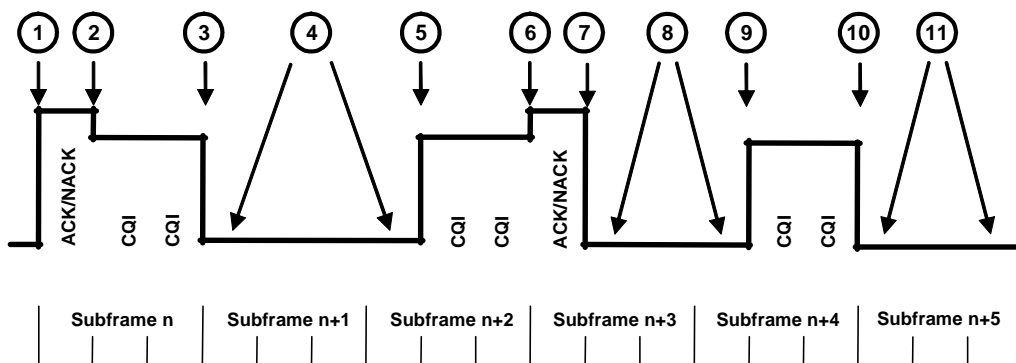 1 2 3 4 5 6 7 8 9 10 11
ACK/NACK CQI CQI CQI CQI ACK/NACK CQI CQI
Subframe n Subframe n+1 Subframe n+2 Subframe n+3 Subframe n+4 Subframe n+5